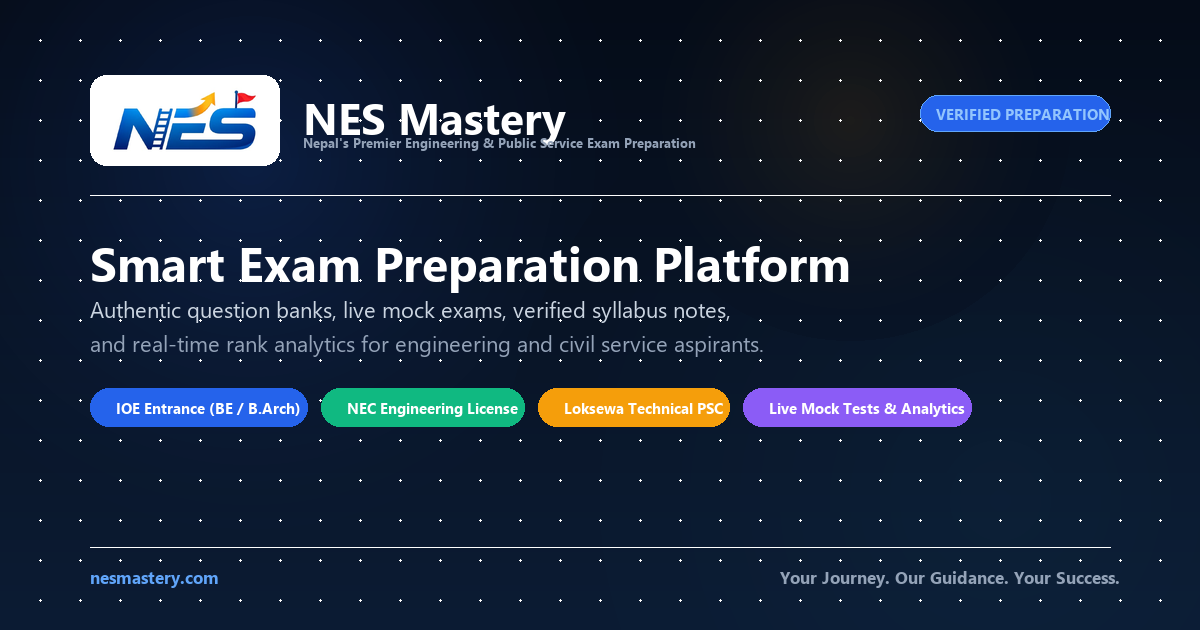 NES
NES Mastery
Nepal's Premier Engineering & Public Service Exam Preparation
VERIFIED PREPARATION
Smart Exam Preparation Platform
Authentic question banks, live mock exams, verified syllabus notes,
and real-time rank analytics for engineering and civil service aspirants.
IOE Entrance (BE / B.Arch)
NEC Engineering License
Loksewa Technical PSC
Live Mock Tests & Analytics
nesmastery.com
Your Journey. Our Guidance. Your Success.